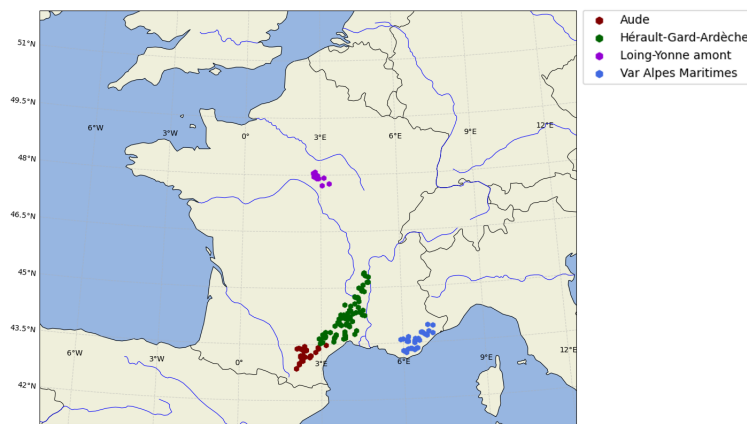 Aude
Hérault-Gard-Ardèche
Loing-Yonne amont
Var Alpes Maritimes
51°N
49.5°N
48°N
46.5°N
45°N
43.5°N
42°N
6°W
3°W
0°
3°E
6°E
9°E
12°E
6°W
3°W
0°
3°E
6°E
9°E
12°E